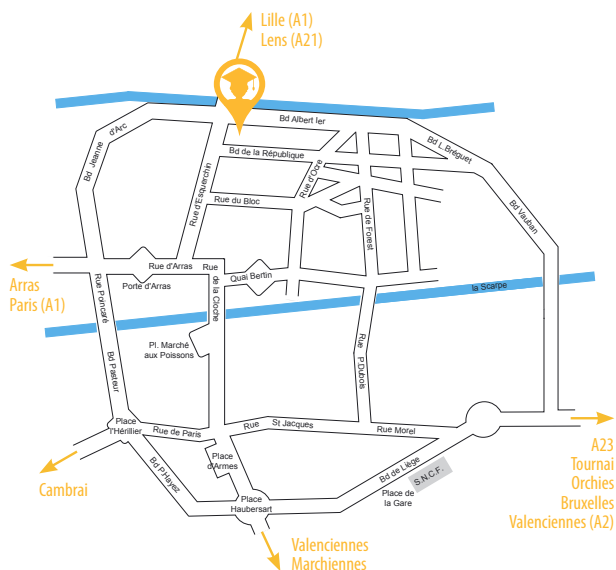 Lille (A1)
Lens (A21)
Bd Albert Ier
Bd Jeanne d'Arc
Bd L.Bréguet
Bd de la République
Rue d'Ocre
Rue d'Esquerchin
Rue du Bloc
Rue de Forest
Bd Vauban
Arras
Paris (A1)
Rue d'Arras
Porte d'Arras
Rue
de la Cloche
Quai Bertin
la Scarpe
Rue Poincaré
Pl. Marché
aux Poissons
Bd Pasteur
Rue P.Dubois
Place
l'Hérillier
Rue de Paris
Rue St Jacques
Rue Morel
Cambrai
Bd P.Hayez
Place
d'Armes
Place
Haubersart
Bd de Liège
S.N.C.F.
Place de
la Gare
A23
Tournai
Orchies
Bruxelles
Valenciennes (A2)
Valenciennes
Marchiennes